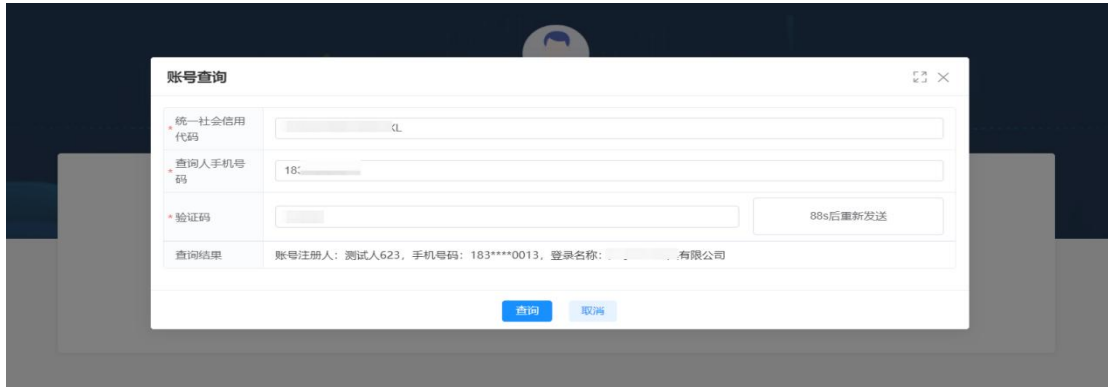 账号查询
* 统一社会信用
代码
XL
* 查询人手机号
码
183
* 验证码
88s后重新发送
查询结果
账号注册人：测试人623，手机号码：183****0013，登录名称： 有限公司
查询
取消